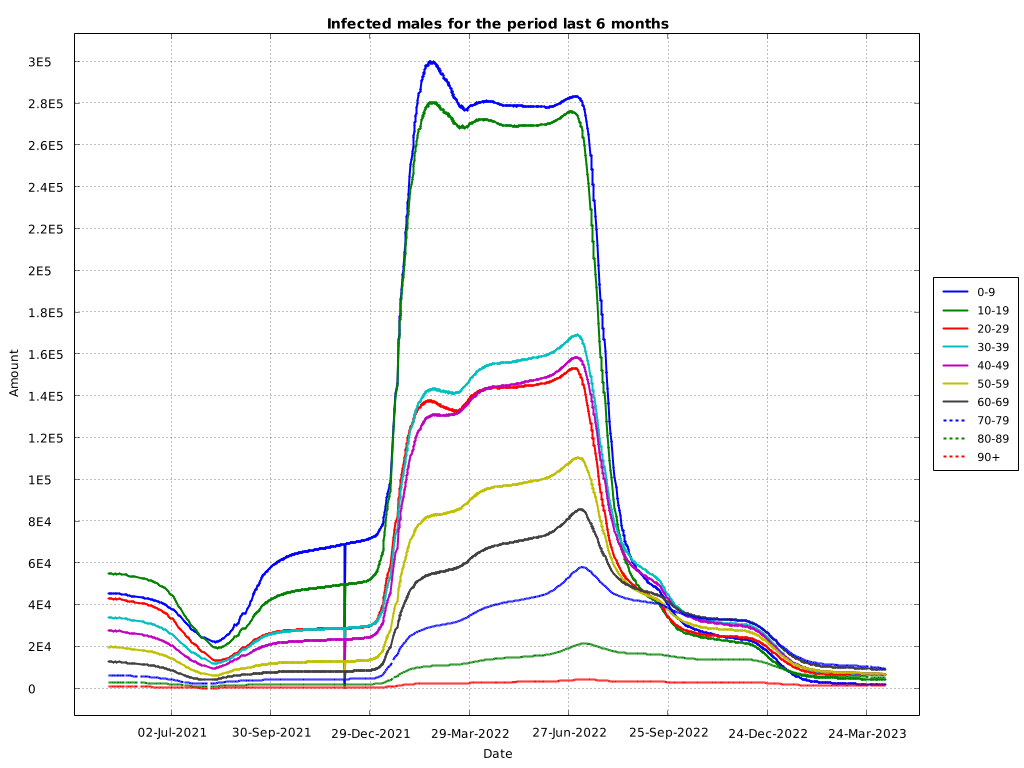 Infected males for the period last 6 months
Amount
3E5
2.8E5
2.6E5
2.4E5
2.2E5
2E5
1.8E5
1.6E5
1.4E5
1.2E5
1E5
8E4
6E4
4E4
2E4
0
02-Jul-2021 30-Sep-2021 29-Dec-2021 29-Mar-2022 27-Jun-2022 25-Sep-2022 24-Dec-2022 24-Mar-2023
Date
0-9
10-19
20-29
30-39
40-49
50-59
60-69
70-79
80-89
90+